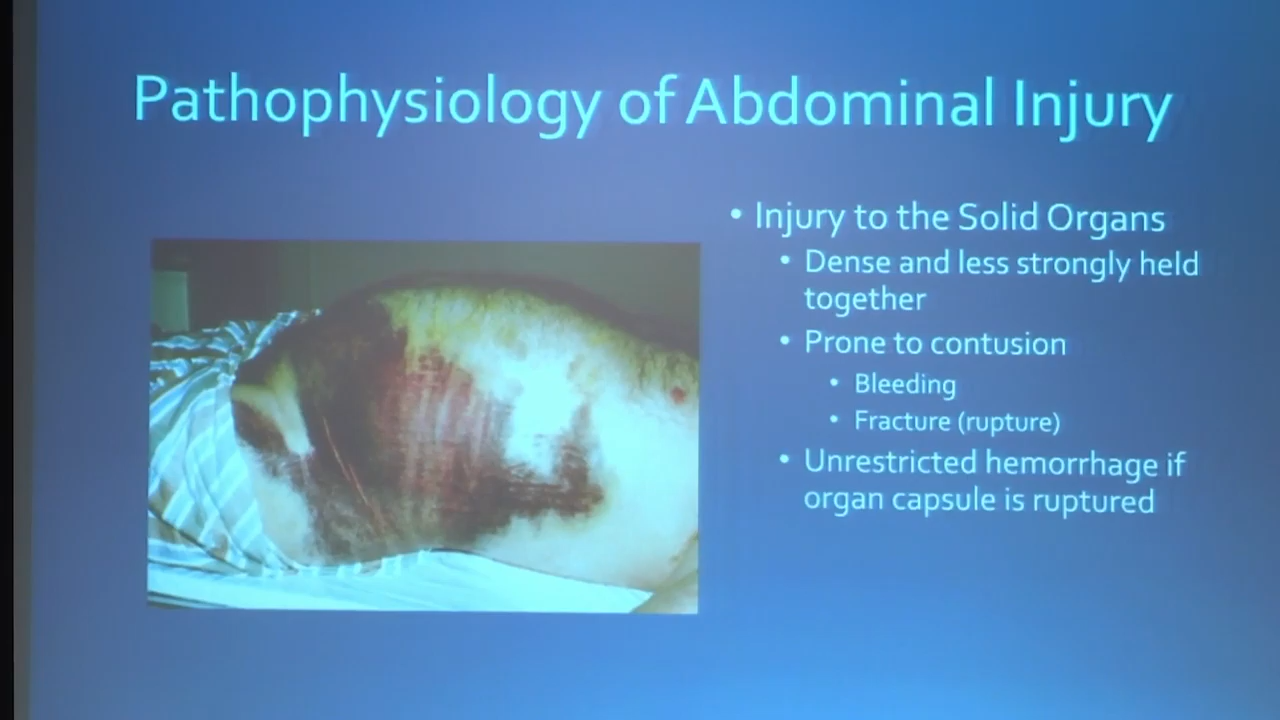 Pathophysiology of Abdominal Injury
• Injury to the Solid Organs
• Dense and less strongly held
together
• Prone to contusion
• Bleeding
• Fracture (rupture)
• Unrestricted hemorrhage if
organ capsule is ruptured